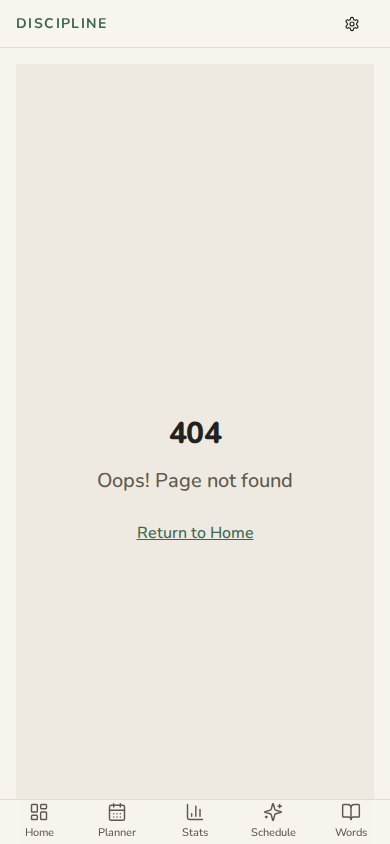 DISCIPLINE
404
Oops! Page not found
Return to Home
Home Planner Stats Schedule Words